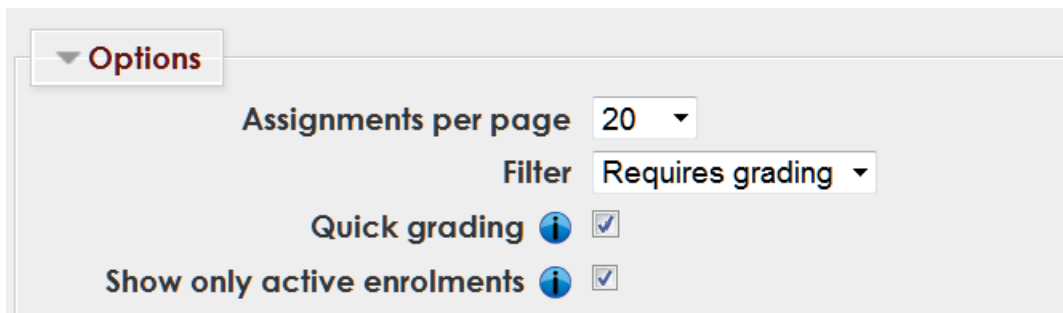 Options
Assignments per page 20
Filter Requires grading
Quick grading
Show only active enrolments